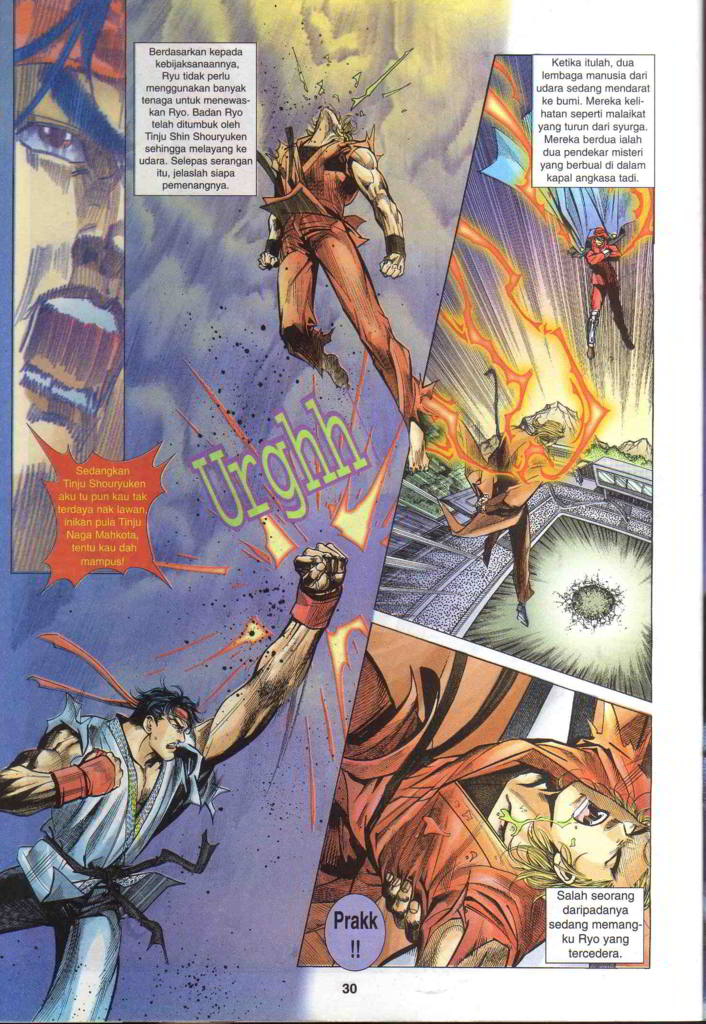 Berdasarkan kepada
kebijaksanaannya,
Ryu tidak perlu
menggunakan banyak
tenaga untuk menewas-
kan Ryo. Badan Ryo
telah ditumbuk oleh
Tinju Shin Shouryuken
sehingga melayang ke
udara. Selepas serangan
itu, jelaslah siapa
pemenangnya.
Ketika itulah, dua
lembaga manusia dari
udara sedang mendarat
ke bumi. Mereka keli-
hatan seperti malaikat
yang turun dari syurga.
Mereka berdua ialah
dua pendekar misteri
yang berbual di dalam
kapal angkasa tadi.
Urghh
Sedangkan
Tinju Shouryuken
aku tu pun kau tak
terdaya nak lawan,
inikan pula Tinju
Naga Mahkota,
tentu kau dah
mampus!
Prakk
!!
Salah seorang
daripadanya
sedang memang-
ku Ryo yang
tercedera.
30